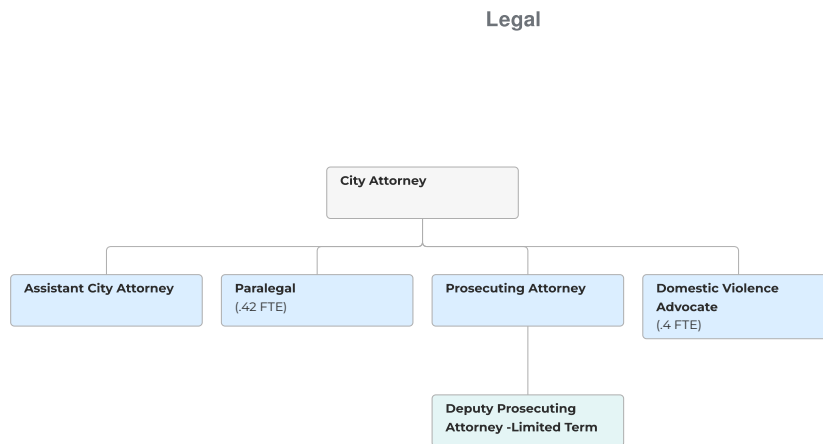 Legal
City Attorney
Assistant City Attorney
Paralegal
(.42 FTE)
Prosecuting Attorney
Domestic Violence
Advocate
(.4 FTE)
Deputy Prosecuting
Attorney -Limited Term